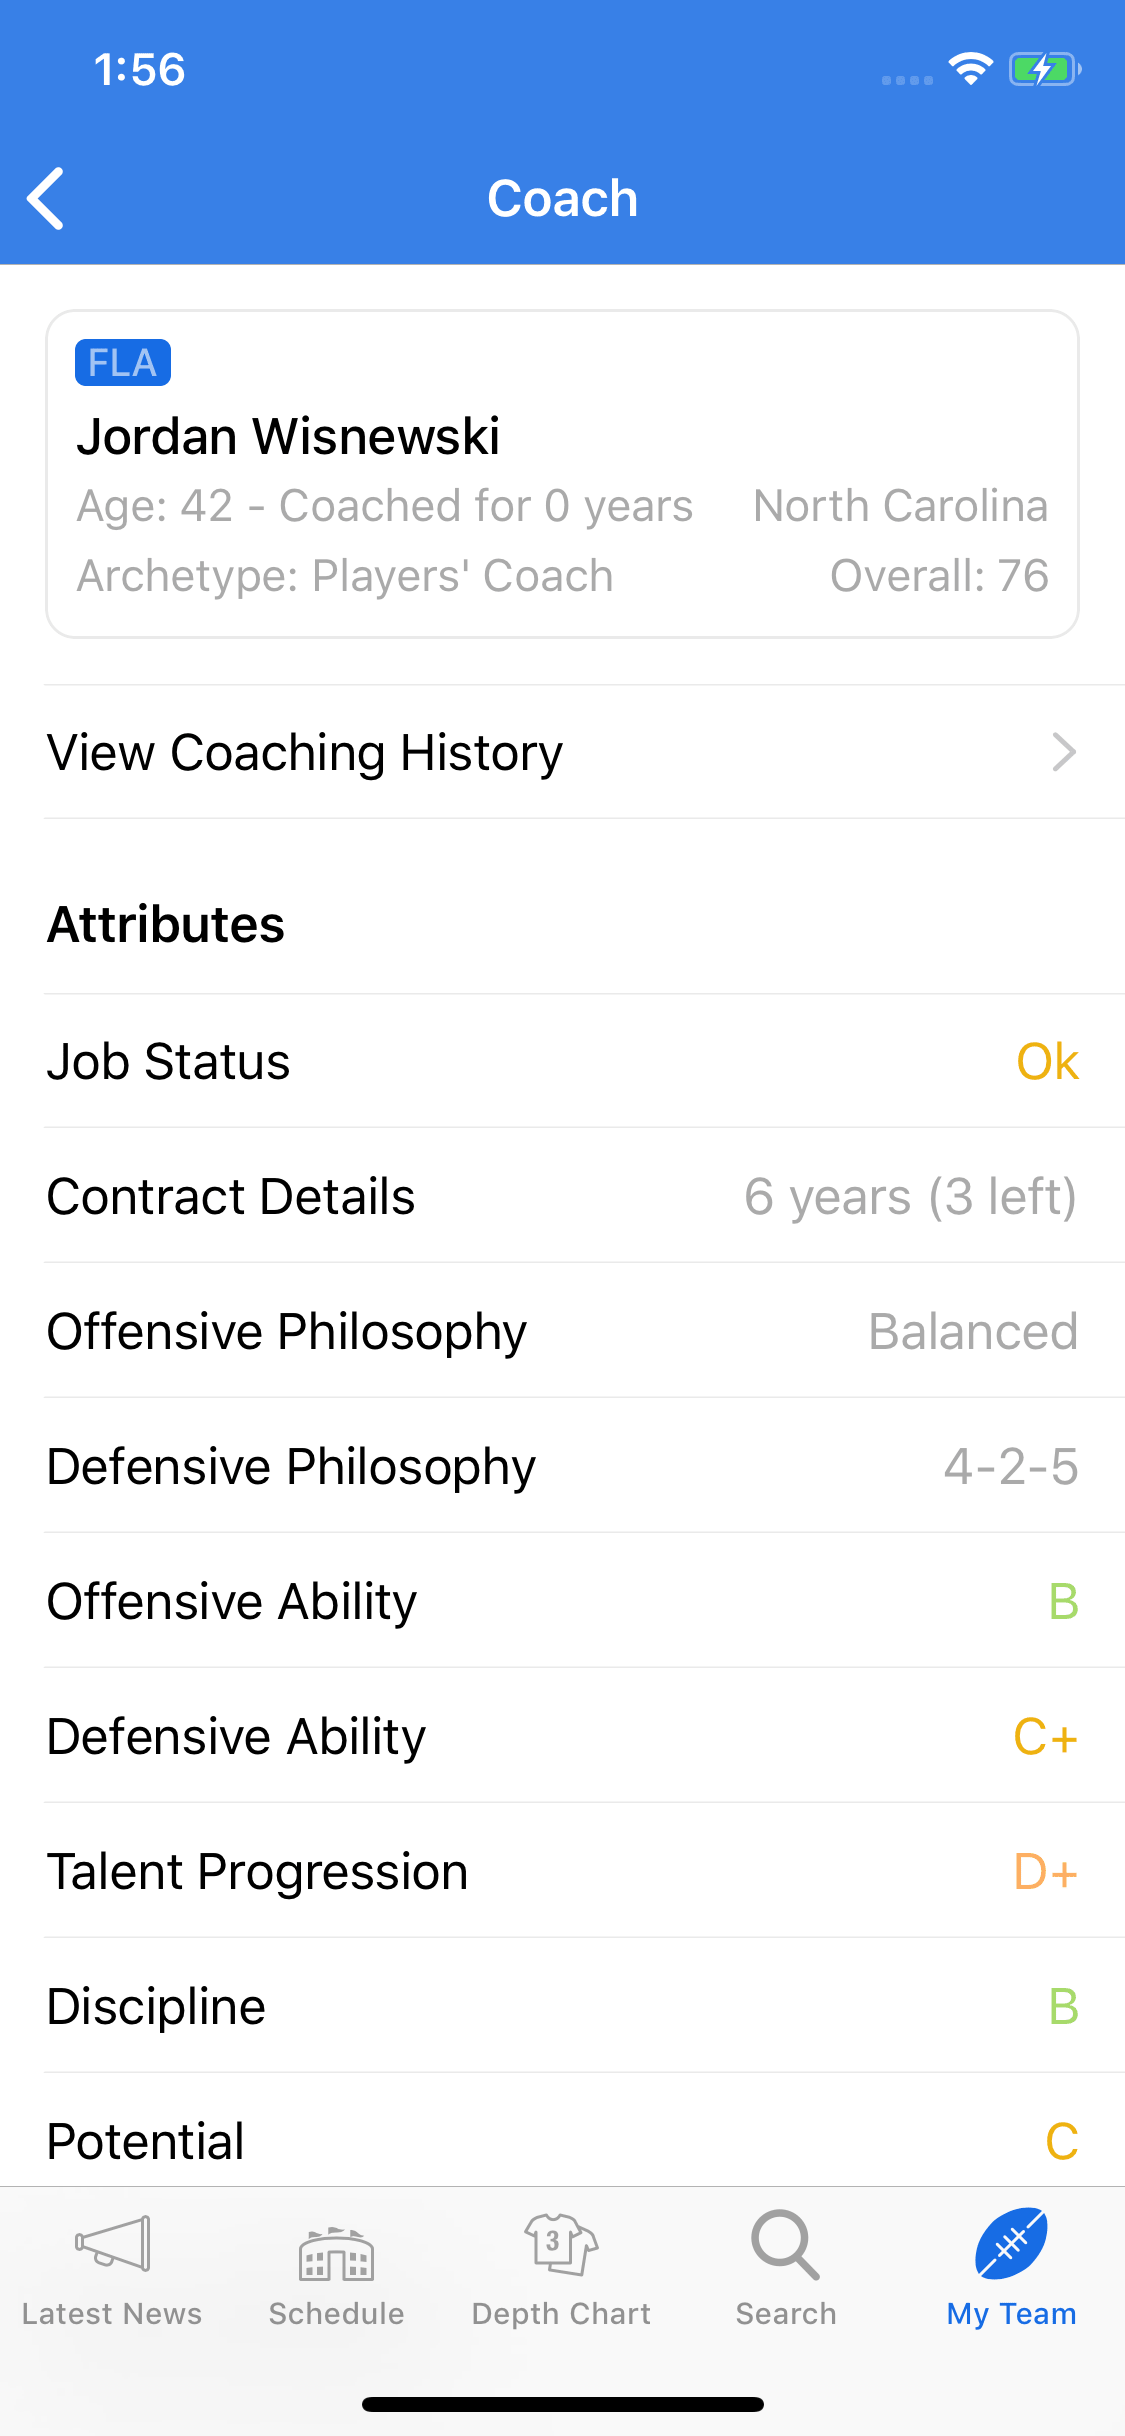 1:56
Coach
FLA
Jordan Wisnewski
Age: 42 - Coached for 0 years North Carolina
Archetype: Players' Coach Overall: 76
View Coaching History
Attributes
Job Status Ok
Contract Details 6 years (3 left)
Offensive Philosophy Balanced
Defensive Philosophy 4-2-5
Offensive Ability B
Defensive Ability C+
Talent Progression D+
Discipline B
Potential C
3
Latest News Schedule Depth Chart Search My Team